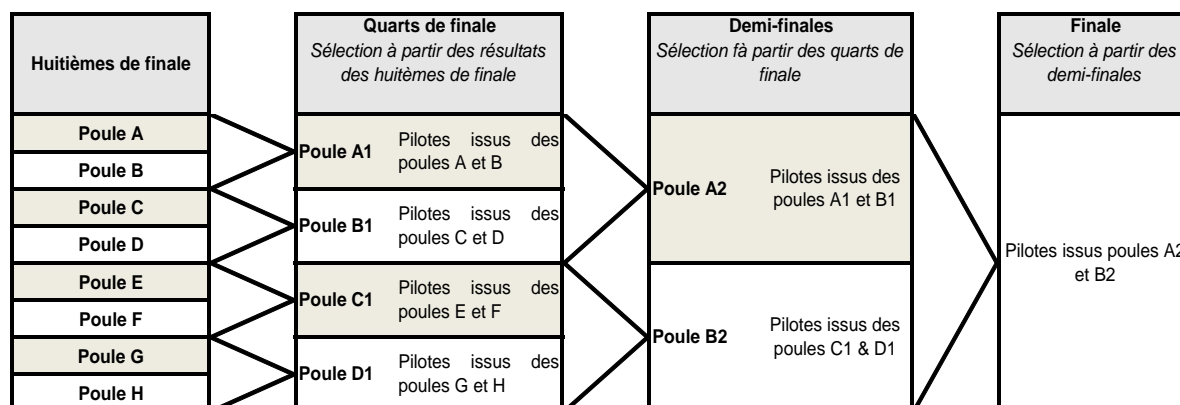 Huitièmes de finale
Quarts de finale
Sélection à partir des résultats
des huitèmes de finale
Demi-finales
Sélection fà partir des quarts de
finale
Finale
Sélection à partir des
demi-finales
Poule A
Poule B
Poule C
Poule D
Poule E
Poule F
Poule G
Poule H
Poule A1
Pilotes issus des
poules A et B
Poule B1
Pilotes issus des
poules C et D
Poule C1
Pilotes issus des
poules E et F
Poule D1
Pilotes issus des
poules G et H
Poule A2
Pilotes issus des
poules A1 et B1
Poule B2
Pilotes issus des
poules C1 & D1
Pilotes issus poules A2
et B2